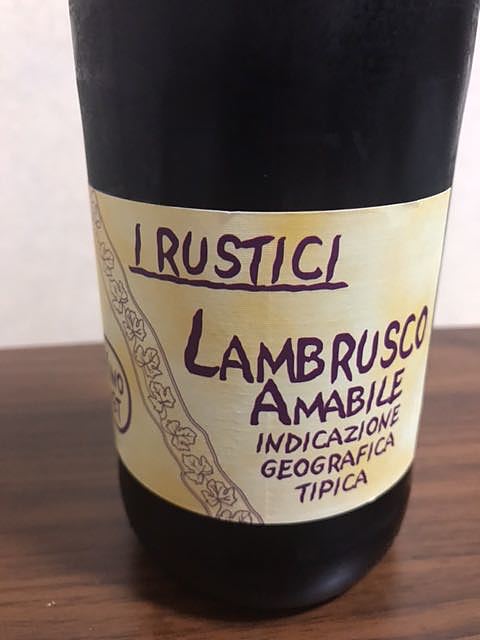 I RUSTICI
LAMBRUSCO
AMABILE
INDICAZIONE
GEOGRAFICA
TIPICA